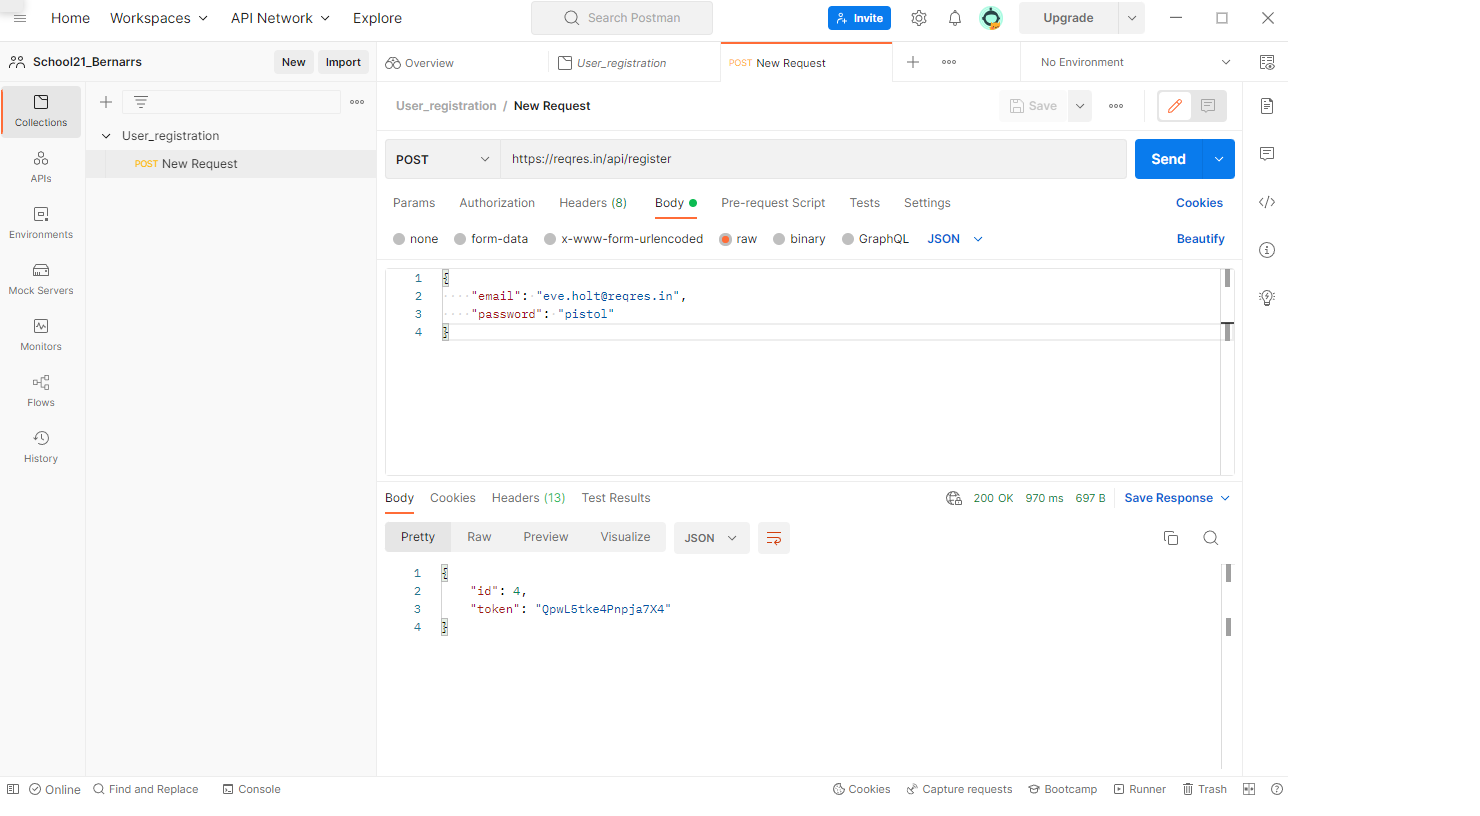 Home Workspaces API Network Explore Search Postman Invite Upgrade
School21_Bernarrs New Import Overview User_registration POST New Request No Environment
Collections
APIs
Environments
Mock Servers
Monitors
Flows
History
User_registration
POST New Request
User_registration / New Request Save
POST https://reqres.in/api/register Send
Params Authorization Headers (8) Body Pre-request Script Tests Settings Cookies
none form-data x-www-form-urlencoded raw binary GraphQL JSON Beautify
1 {
2 "email": "eve.holt@reqres.in",
3 "password": "pistol"
4 }
Body Cookies Headers (13) Test Results 200 OK 970 ms 697 B Save Response
Pretty Raw Preview Visualize JSON
1 {
2 "id": 4,
3 "token": "QpwL5tke4Pnpja7X4"
4 }
Online Find and Replace Console Cookies Capture requests Bootcamp Runner Trash